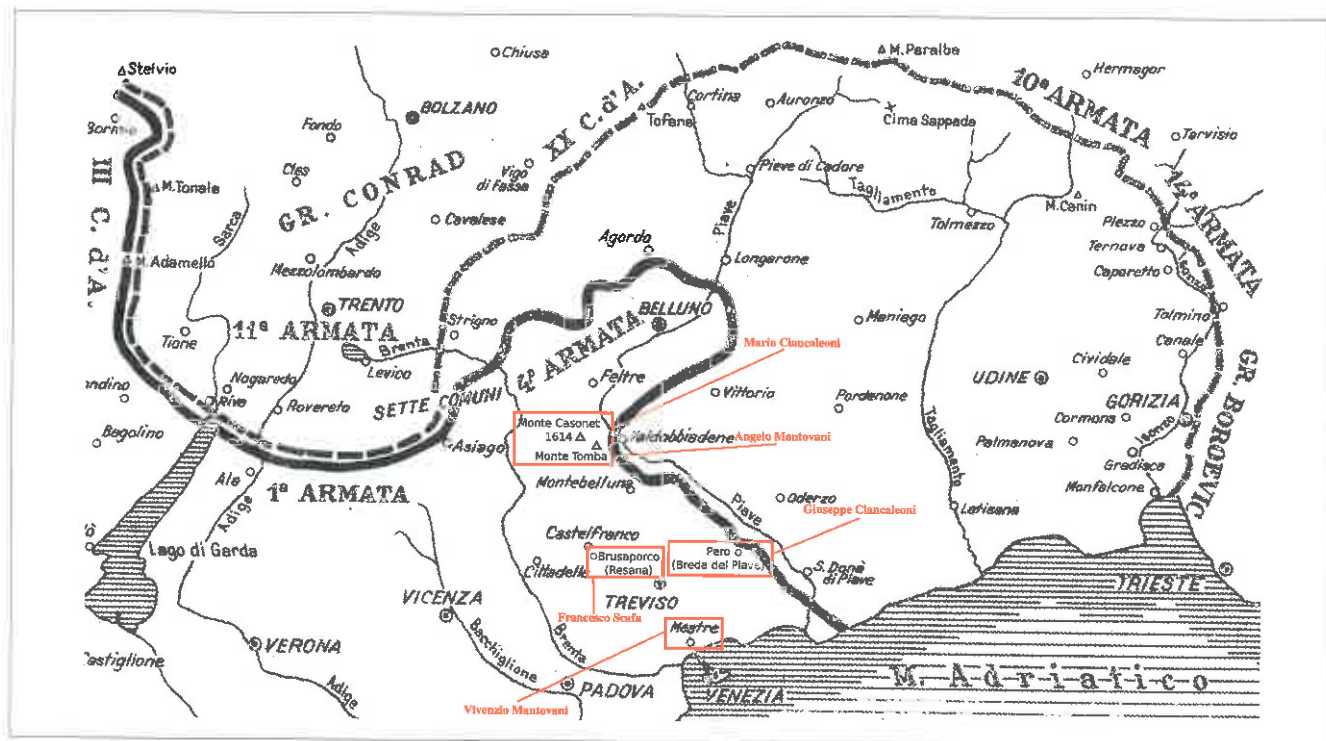 Stelvio
Chiusa
M. Paralba
Hermagor
10ª ARMATA
BOLZANO
XX C. d'A.
Cortina
Auronzo
Tofana
Cima Sappada
Tarvisio
Fondo
Cles
Vigo
di Fassa
Pieve di Cadore
14ª ARMATA
III C. d'A.
M. Tonale
GR. CONRAD
Tagliamento
M. Canin
Sarca
Cavalese
Piave
Tolmezzo
Plezzo
Ternova
Adige
Agordo
Isonzo
M. Adamello
Mezzolombardo
Longarone
Caporetto
TRENTO
BELLUNO
Tolmino
11ª ARMATA
Strigno
4ª ARMATA
Maniago
Canale
Tione
Brenta
Mario Ciancaleoni
Cividale
Levico
Feltre
UDINE
GR. BOROEVIC
Nogaredo
Vittorio
GORIZIA
Riva
Rovereto
SETTE COMUNI
Pordenone
Cormons
Monte Casonet
1614
Monte Tomba
Angelo Mantovani
Tagliamento
Palmanova
Isonzo
Bagolino
Asiago
Gradisca
Ala
1ª ARMATA
Montebelluna
Monfalcone
Piave
Oderzo
Adige
Latisana
Giuseppe Ciancaleoni
Lago di Garda
Castelfranco
Brusaporco
(Resana)
Pero
(Breda del Piave)
Cittadella
S. Donà
di Piave
TRIESTE
VICENZA
TREVISO
Francesco Scafa
Mestre
VERONA
Bacchiglione
Brenta
Castiglione
M. Adriatico
Adige
PADOVA
VENEZIA
Vivenzio Mantovani